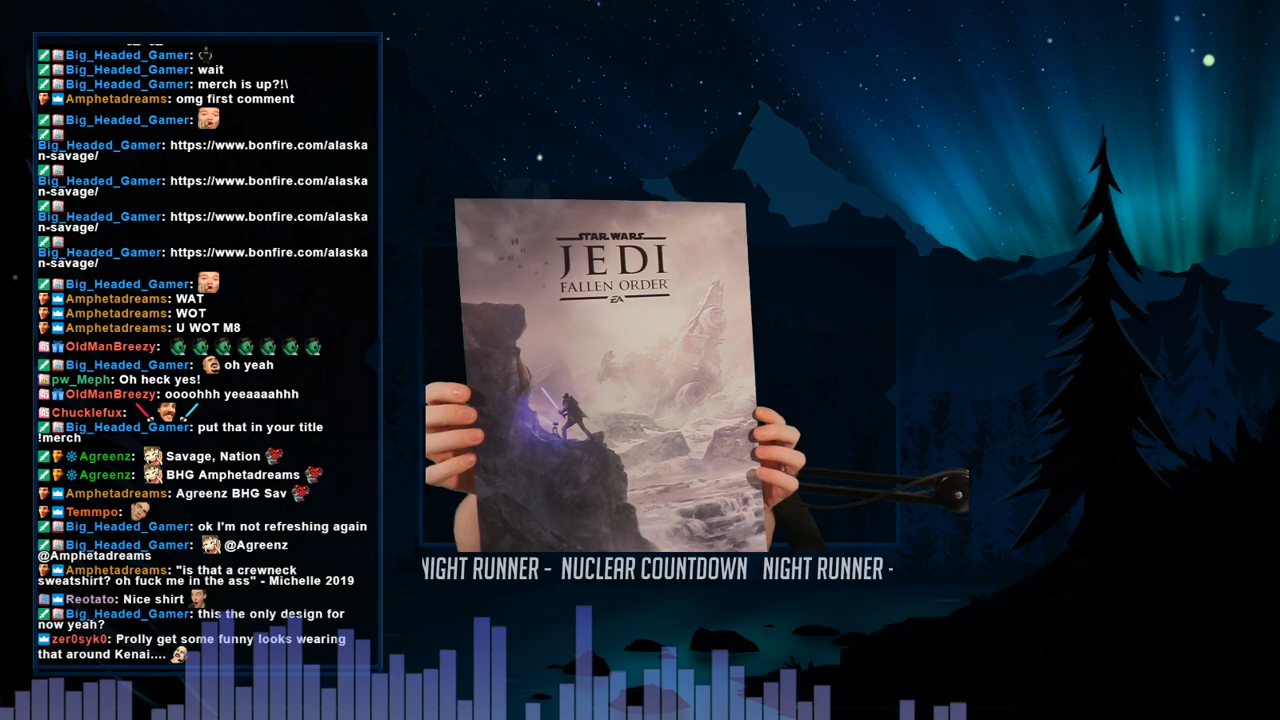 Big_Headed_Gamer:
Big_Headed_Gamer: wait
Big_Headed_Gamer: merch is up?!\
Amphetadreams: omg first comment
Big_Headed_Gamer:
Big_Headed_Gamer: https://www.bonfire.com/alaska
n-savage/
Big_Headed_Gamer: https://www.bonfire.com/alaska
n-savage/
Big_Headed_Gamer: https://www.bonfire.com/alaska
n-savage/
Big_Headed_Gamer: https://www.bonfire.com/alaska
n-savage/
Big_Headed_Gamer:
Amphetadreams: WAT
Amphetadreams: WOT
Amphetadreams: U WOT M8
OldManBreezy:
Big_Headed_Gamer: oh yeah
pw_Meph: Oh heck yes!
OldManBreezy: oooohhh yeeaaaahhh
Chucklefux:
Big_Headed_Gamer: put that in your title
!merch
Agreenz: Savage, Nation
Agreenz: BHG Amphetadreams
Amphetadreams: Agreenz BHG Sav
Temmpo:
Big_Headed_Gamer: ok I'm not refreshing again
Big_Headed_Gamer: @Agreenz
@Amphetadreams
Amphetadreams: "is that a crewneck
sweatshirt? oh fuck me in the ass" - Michelle 2019
Reotato: Nice shirt
Big_Headed_Gamer: this the only design for
now yeah?
zer0syk0: Prolly get some funny looks wearing
that around Kenai....
STAR WARS
JEDI
FALLEN ORDER
EA
NIGHT RUNNER - NUCLEAR COUNTDOWN NIGHT RUNNER -